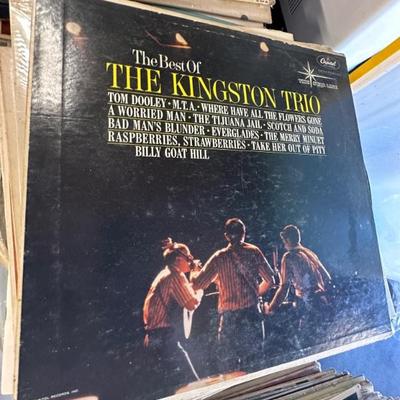 Capitol
The Best Of
THE KINGSTON TRIO
TOM DOOLEY · M.T.A. · WHERE HAVE ALL THE FLOWERS GONE
A WORRIED MAN · THE TIJUANA JAIL · SCOTCH AND SODA
BAD MAN'S BLUNDER · EVERGLADES · THE MERRY MINUET
RASPBERRIES, STRAWBERRIES · TAKE HER OUT OF PITY
BILLY GOAT HILL
RECORDS, INC.